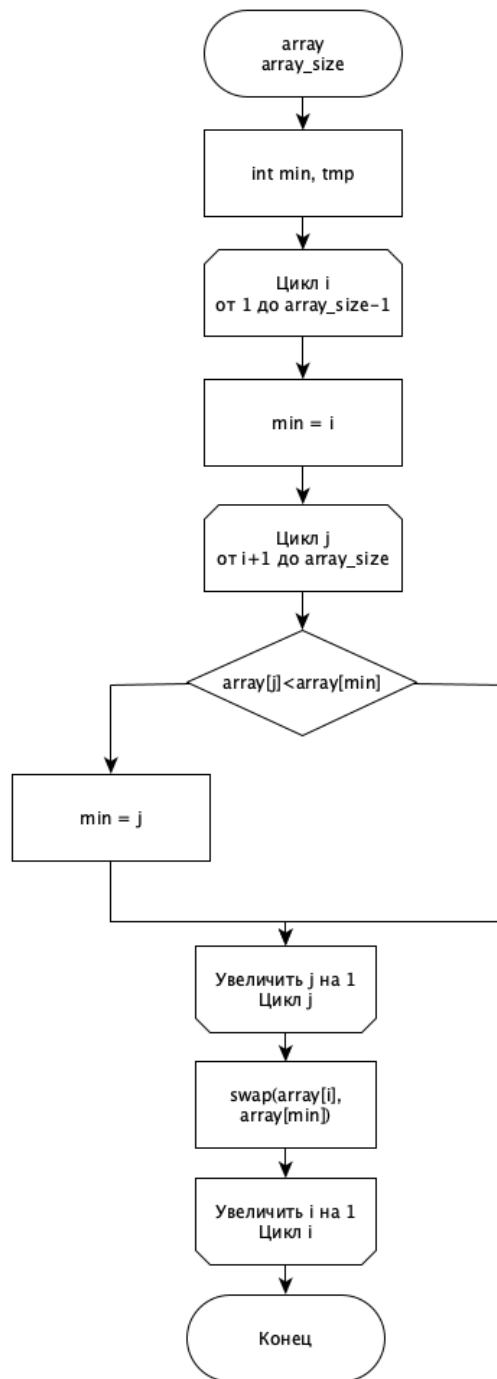 array
array_size
int min, tmp
Цикл i
от 1 до array_size-1
min = i
Цикл j
от i+1 до array_size
array[j]<array[min]
min = j
Увеличить j на 1
Цикл j
swap(array[i],
array[min])
Увеличить i на 1
Цикл i
Конец